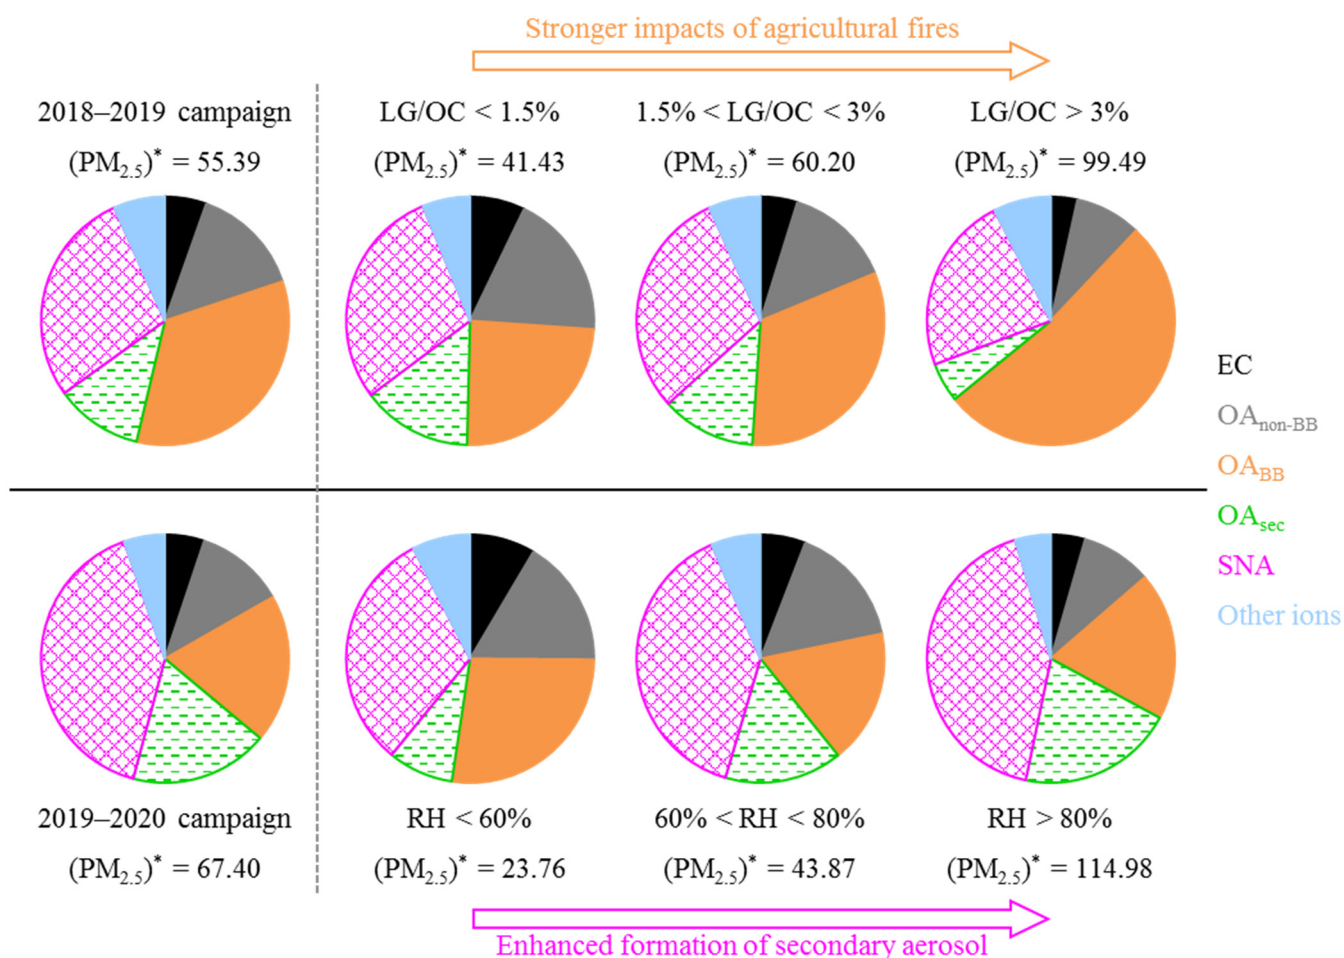 Stronger impacts of agricultural fires
2018–2019 campaign
(PM2.5)* = 55.39
LG/OC < 1.5%
(PM2.5)* = 41.43
1.5% < LG/OC < 3%
(PM2.5)* = 60.20
LG/OC > 3%
(PM2.5)* = 99.49
EC
OAnon-BB
OABB
OAsec
SNA
Other ions
2019–2020 campaign
(PM2.5)* = 67.40
RH < 60%
(PM2.5)* = 23.76
60% < RH < 80%
(PM2.5)* = 43.87
RH > 80%
(PM2.5)* = 114.98
Enhanced formation of secondary aerosol